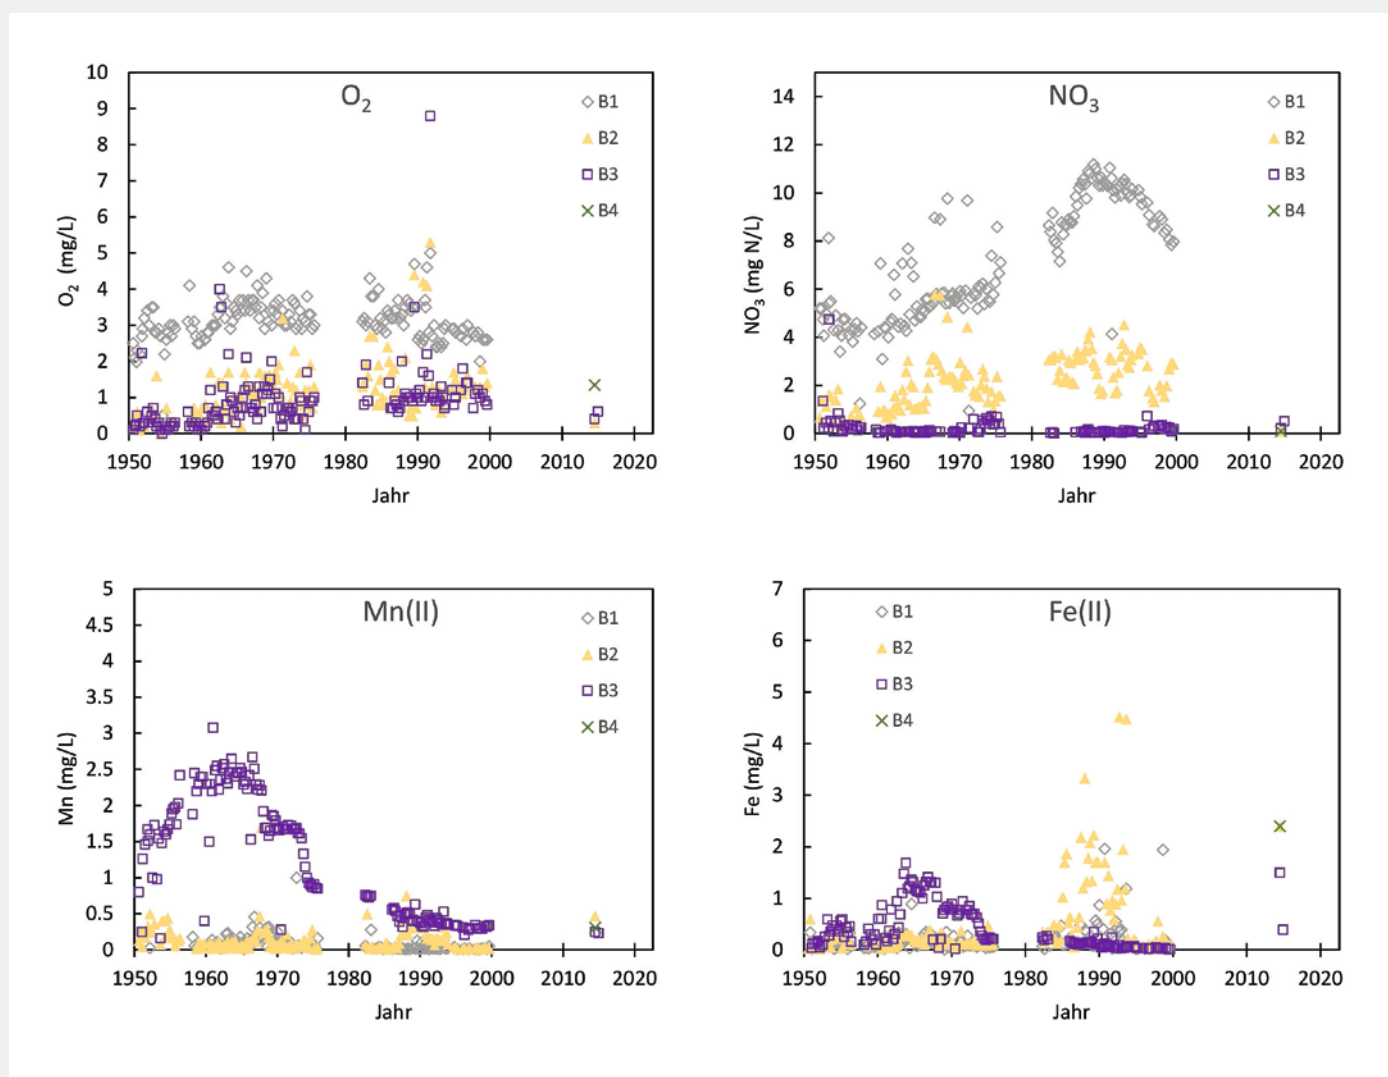 O₂
B1
B2
B3
B4
10
9
8
7
6
5
4
3
2
1
0
O₂ (mg/L)
1950 1960 1970 1980 1990 2000 2010 2020
Jahr
NO₃
B1
B2
B3
B4
14
12
10
8
6
4
2
0
NO₃ (mg N/L)
1950 1960 1970 1980 1990 2000 2010 2020
Jahr
Mn(II)
B1
B2
B3
B4
5
4.5
4
3.5
3
2.5
2
1.5
1
0.5
0
Mn (mg/L)
1950 1960 1970 1980 1990 2000 2010 2020
Jahr
Fe(II)
B1
B2
B3
B4
7
6
5
4
3
2
1
0
Fe (mg/L)
1950 1960 1970 1980 1990 2000 2010 2020
Jahr